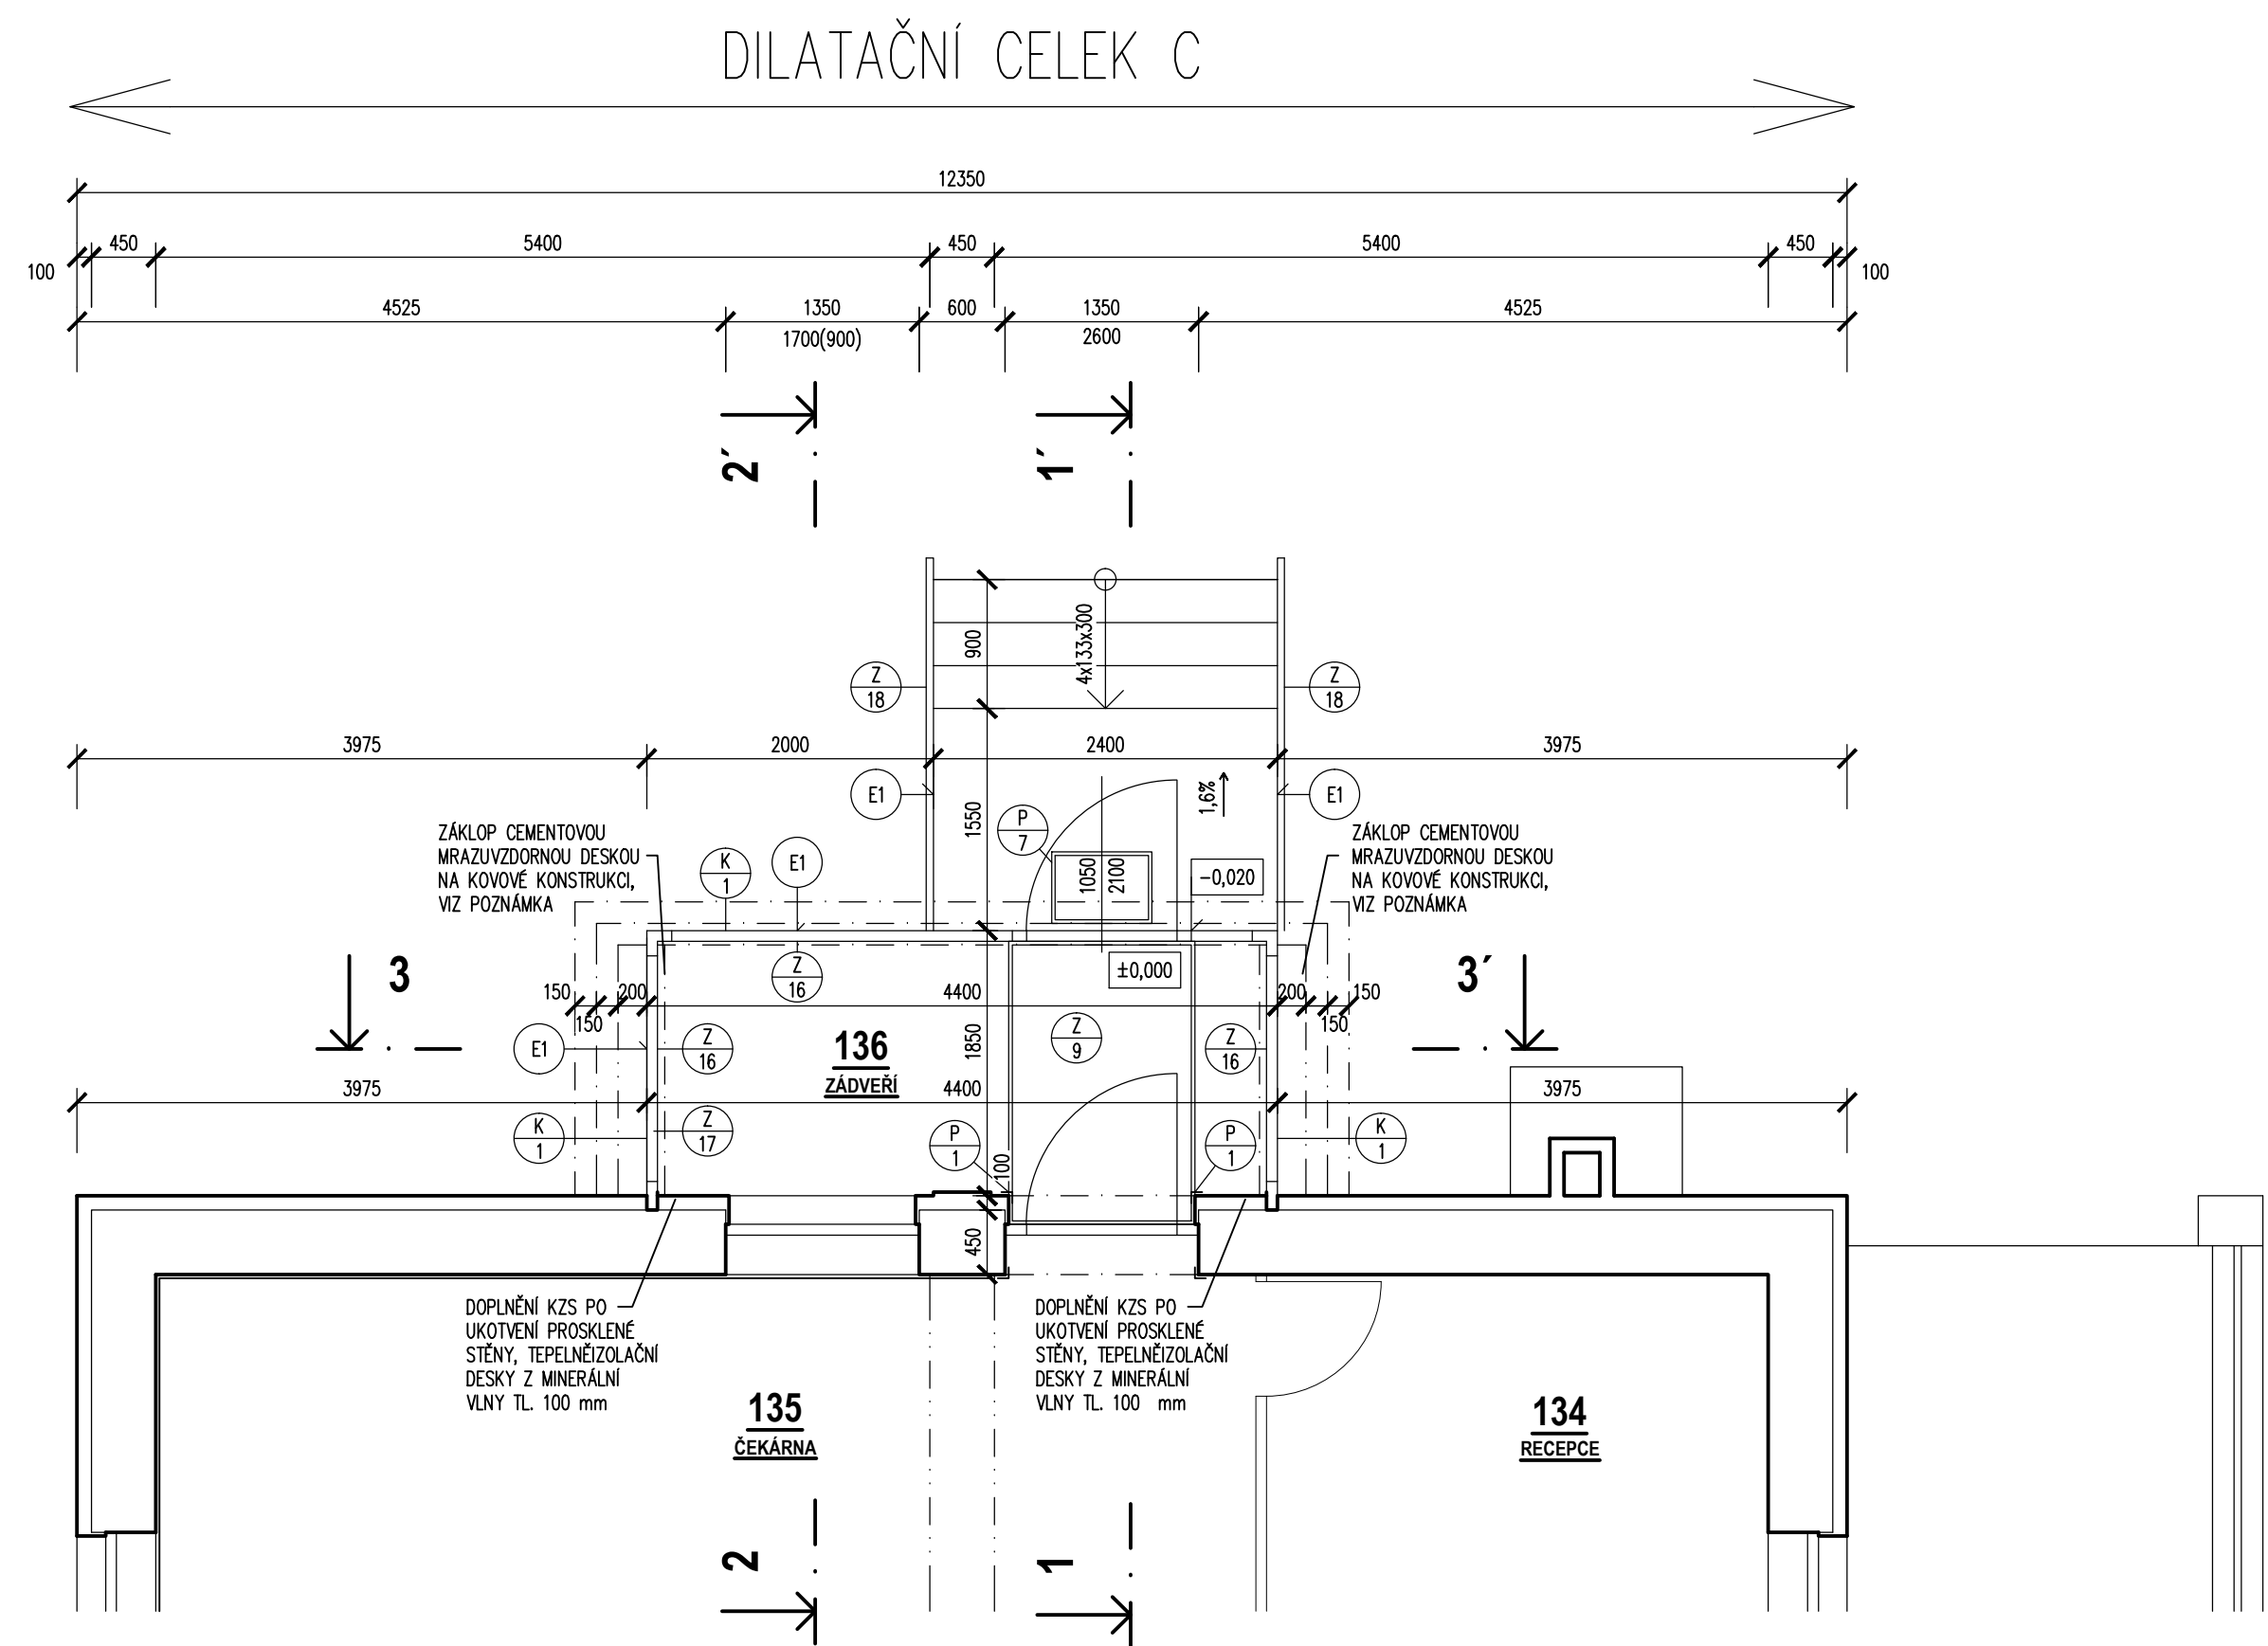 DILATAČNÍ CELEK C
12350
450
5400
450
5400
450
100
100
4525
1350
600
1350
4525
1700(900)
2600
2´
1´
900
4x133x300
Z
18
Z
18
3975
2000
2400
3975
E1
E1
1550
1,6%
P
7
1050
2100
-0,020
ZÁKLOP CEMENTOVOU
MRAZUVZDORNOU DESKOU
NA KOVOVÉ KONSTRUKCI,
VIZ POZNÁMKA
K
1
E1
ZÁKLOP CEMENTOVOU
MRAZUVZDORNOU DESKOU
NA KOVOVÉ KONSTRUKCI,
VIZ POZNÁMKA
3
Z
16
±0,000
3´
150
200
4400
200
150
150
150
E1
Z
16
136
ZÁDVEŘÍ
1850
Z
9
Z
16
3975
4400
3975
K
1
Z
17
P
1
100
P
1
K
1
450
DOPLNĚNÍ KZS PO
UKOTVENÍ PROSKLENÉ
STĚNY, TEPELNĚIZOLAČNÍ
DESKY Z MINERÁLNÍ
VLNY TL. 100 mm
DOPLNĚNÍ KZS PO
UKOTVENÍ PROSKLENÉ
STĚNY, TEPELNĚIZOLAČNÍ
DESKY Z MINERÁLNÍ
VLNY TL. 100 mm
135
ČEKÁRNA
134
RECEPCE
2
1